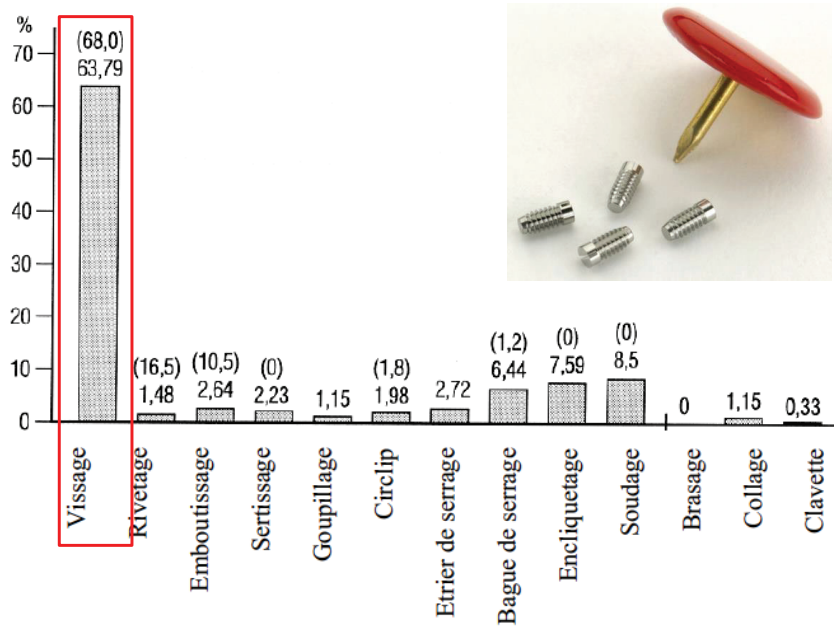 %
70
60
50
40
30
20
10
0
(68,0)
63,79
(16,5)
1,48
(10,5)
2,64
(0)
2,23
1,15
(1,8)
1,98
2,72
(1,2)
6,44
(0)
7,59
(0)
8,5
0
1,15
0,33
Vissage
Rivetage
Emboutissage
Sertissage
Goupillage
Circlip
Etrier de serrage
Bague de serrage
Encliquetage
Soudage
Brasage
Collage
Clavette